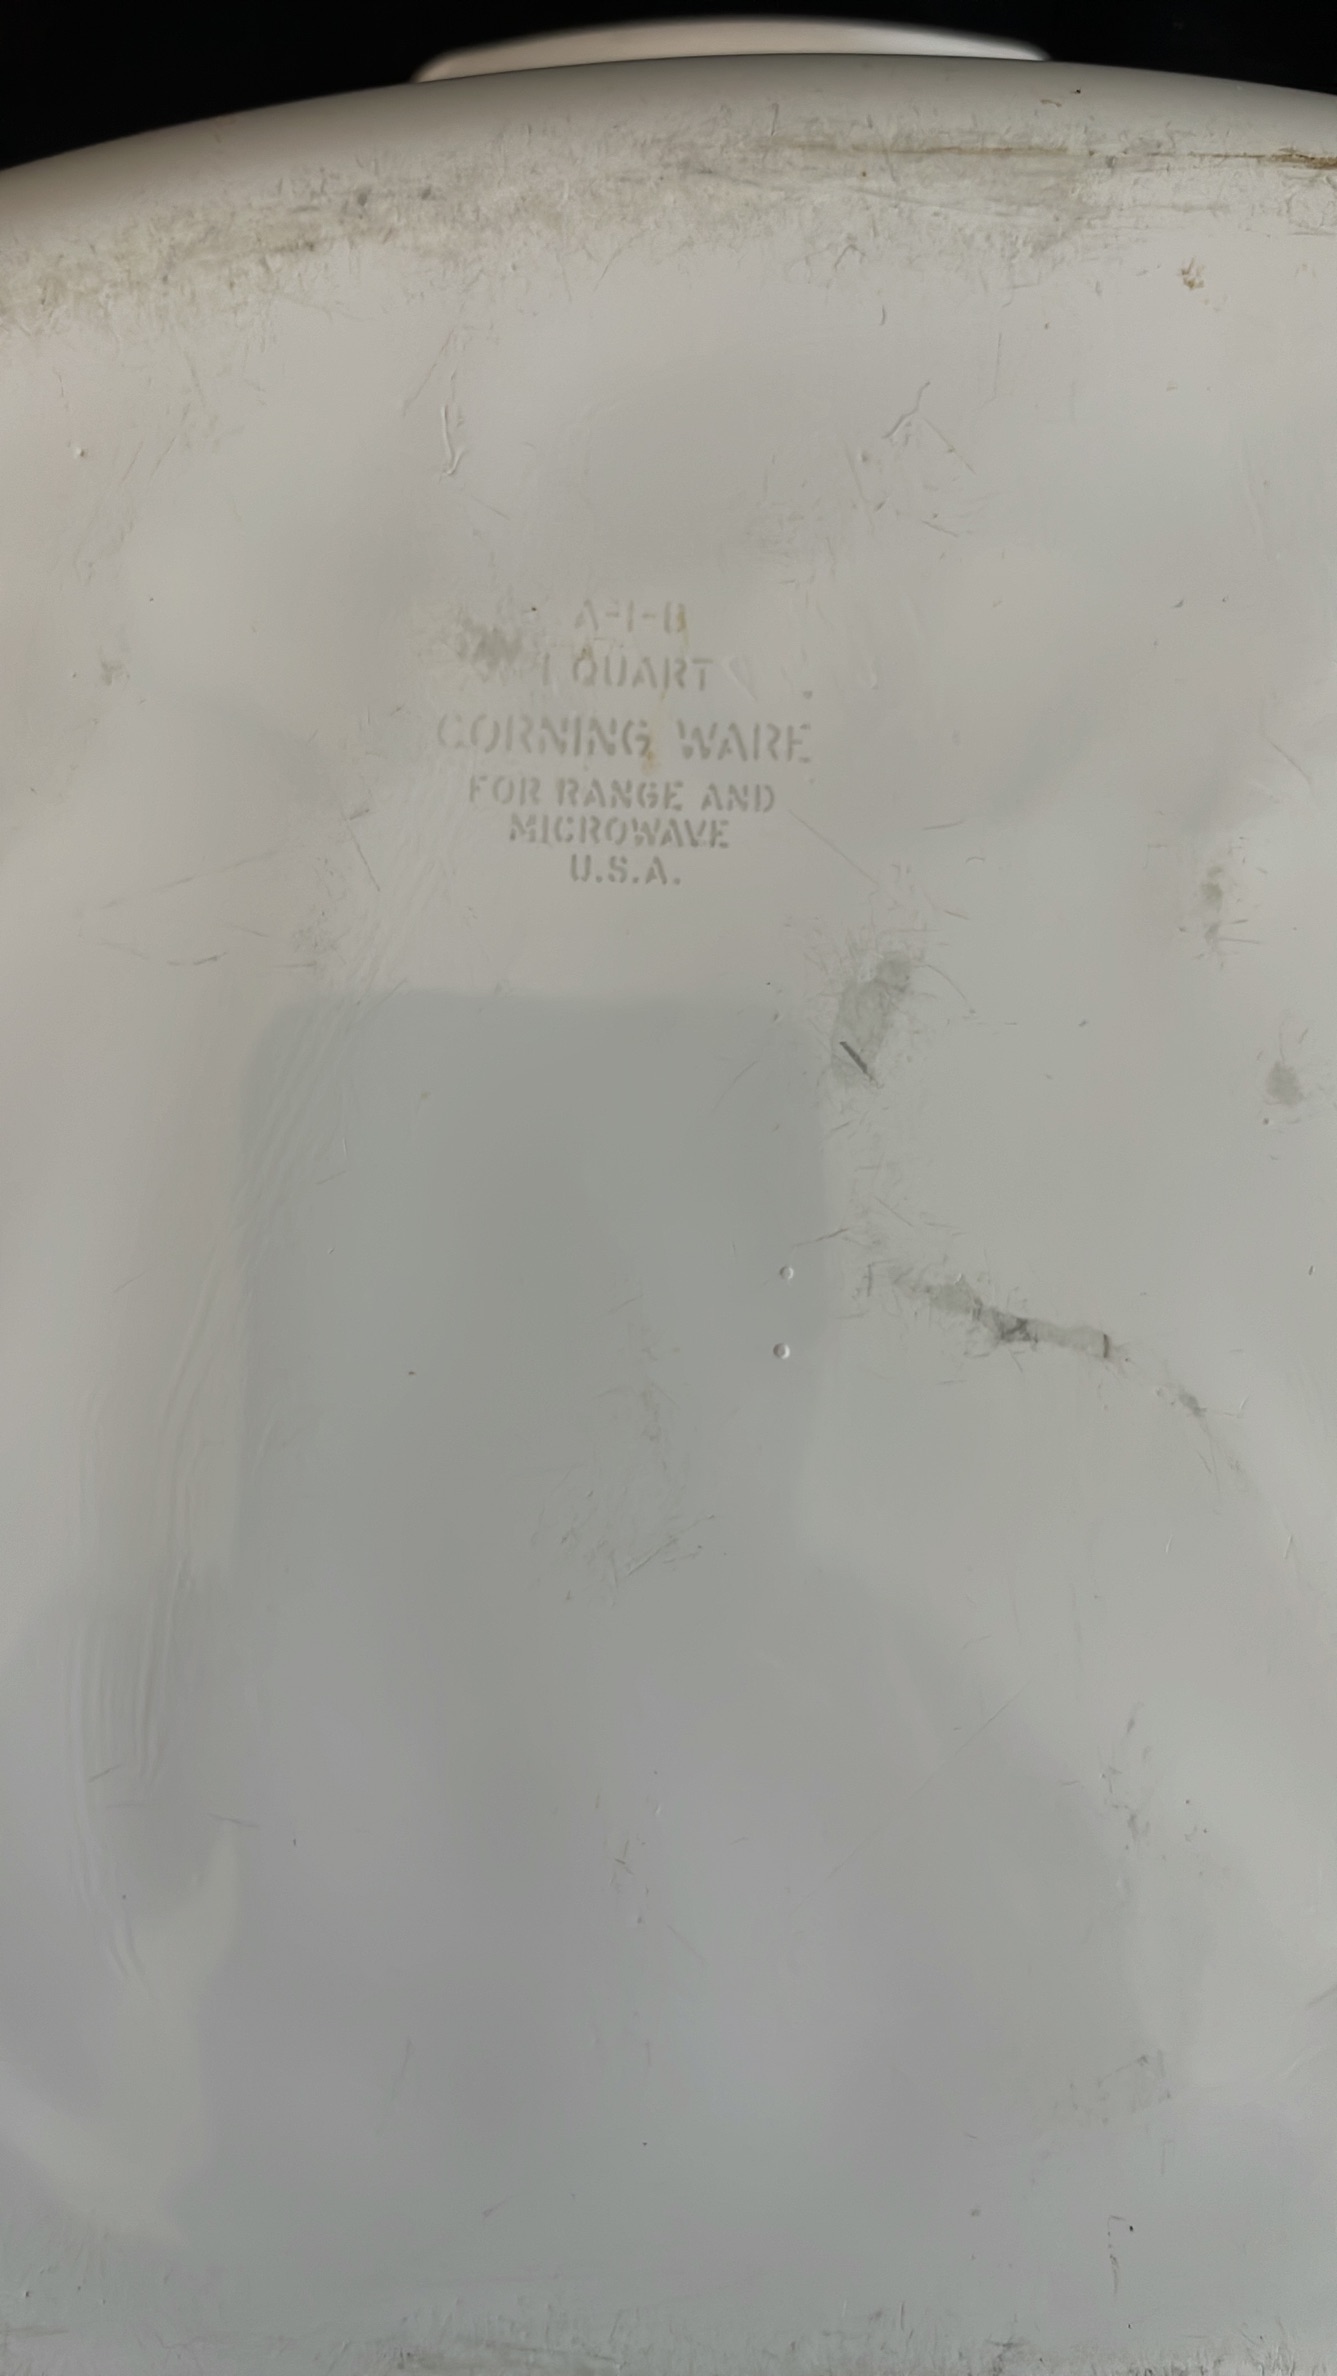 A-1-B
1 QUART
CORNING WARE
FOR RANGE AND
MICROWAVE
U.S.A.